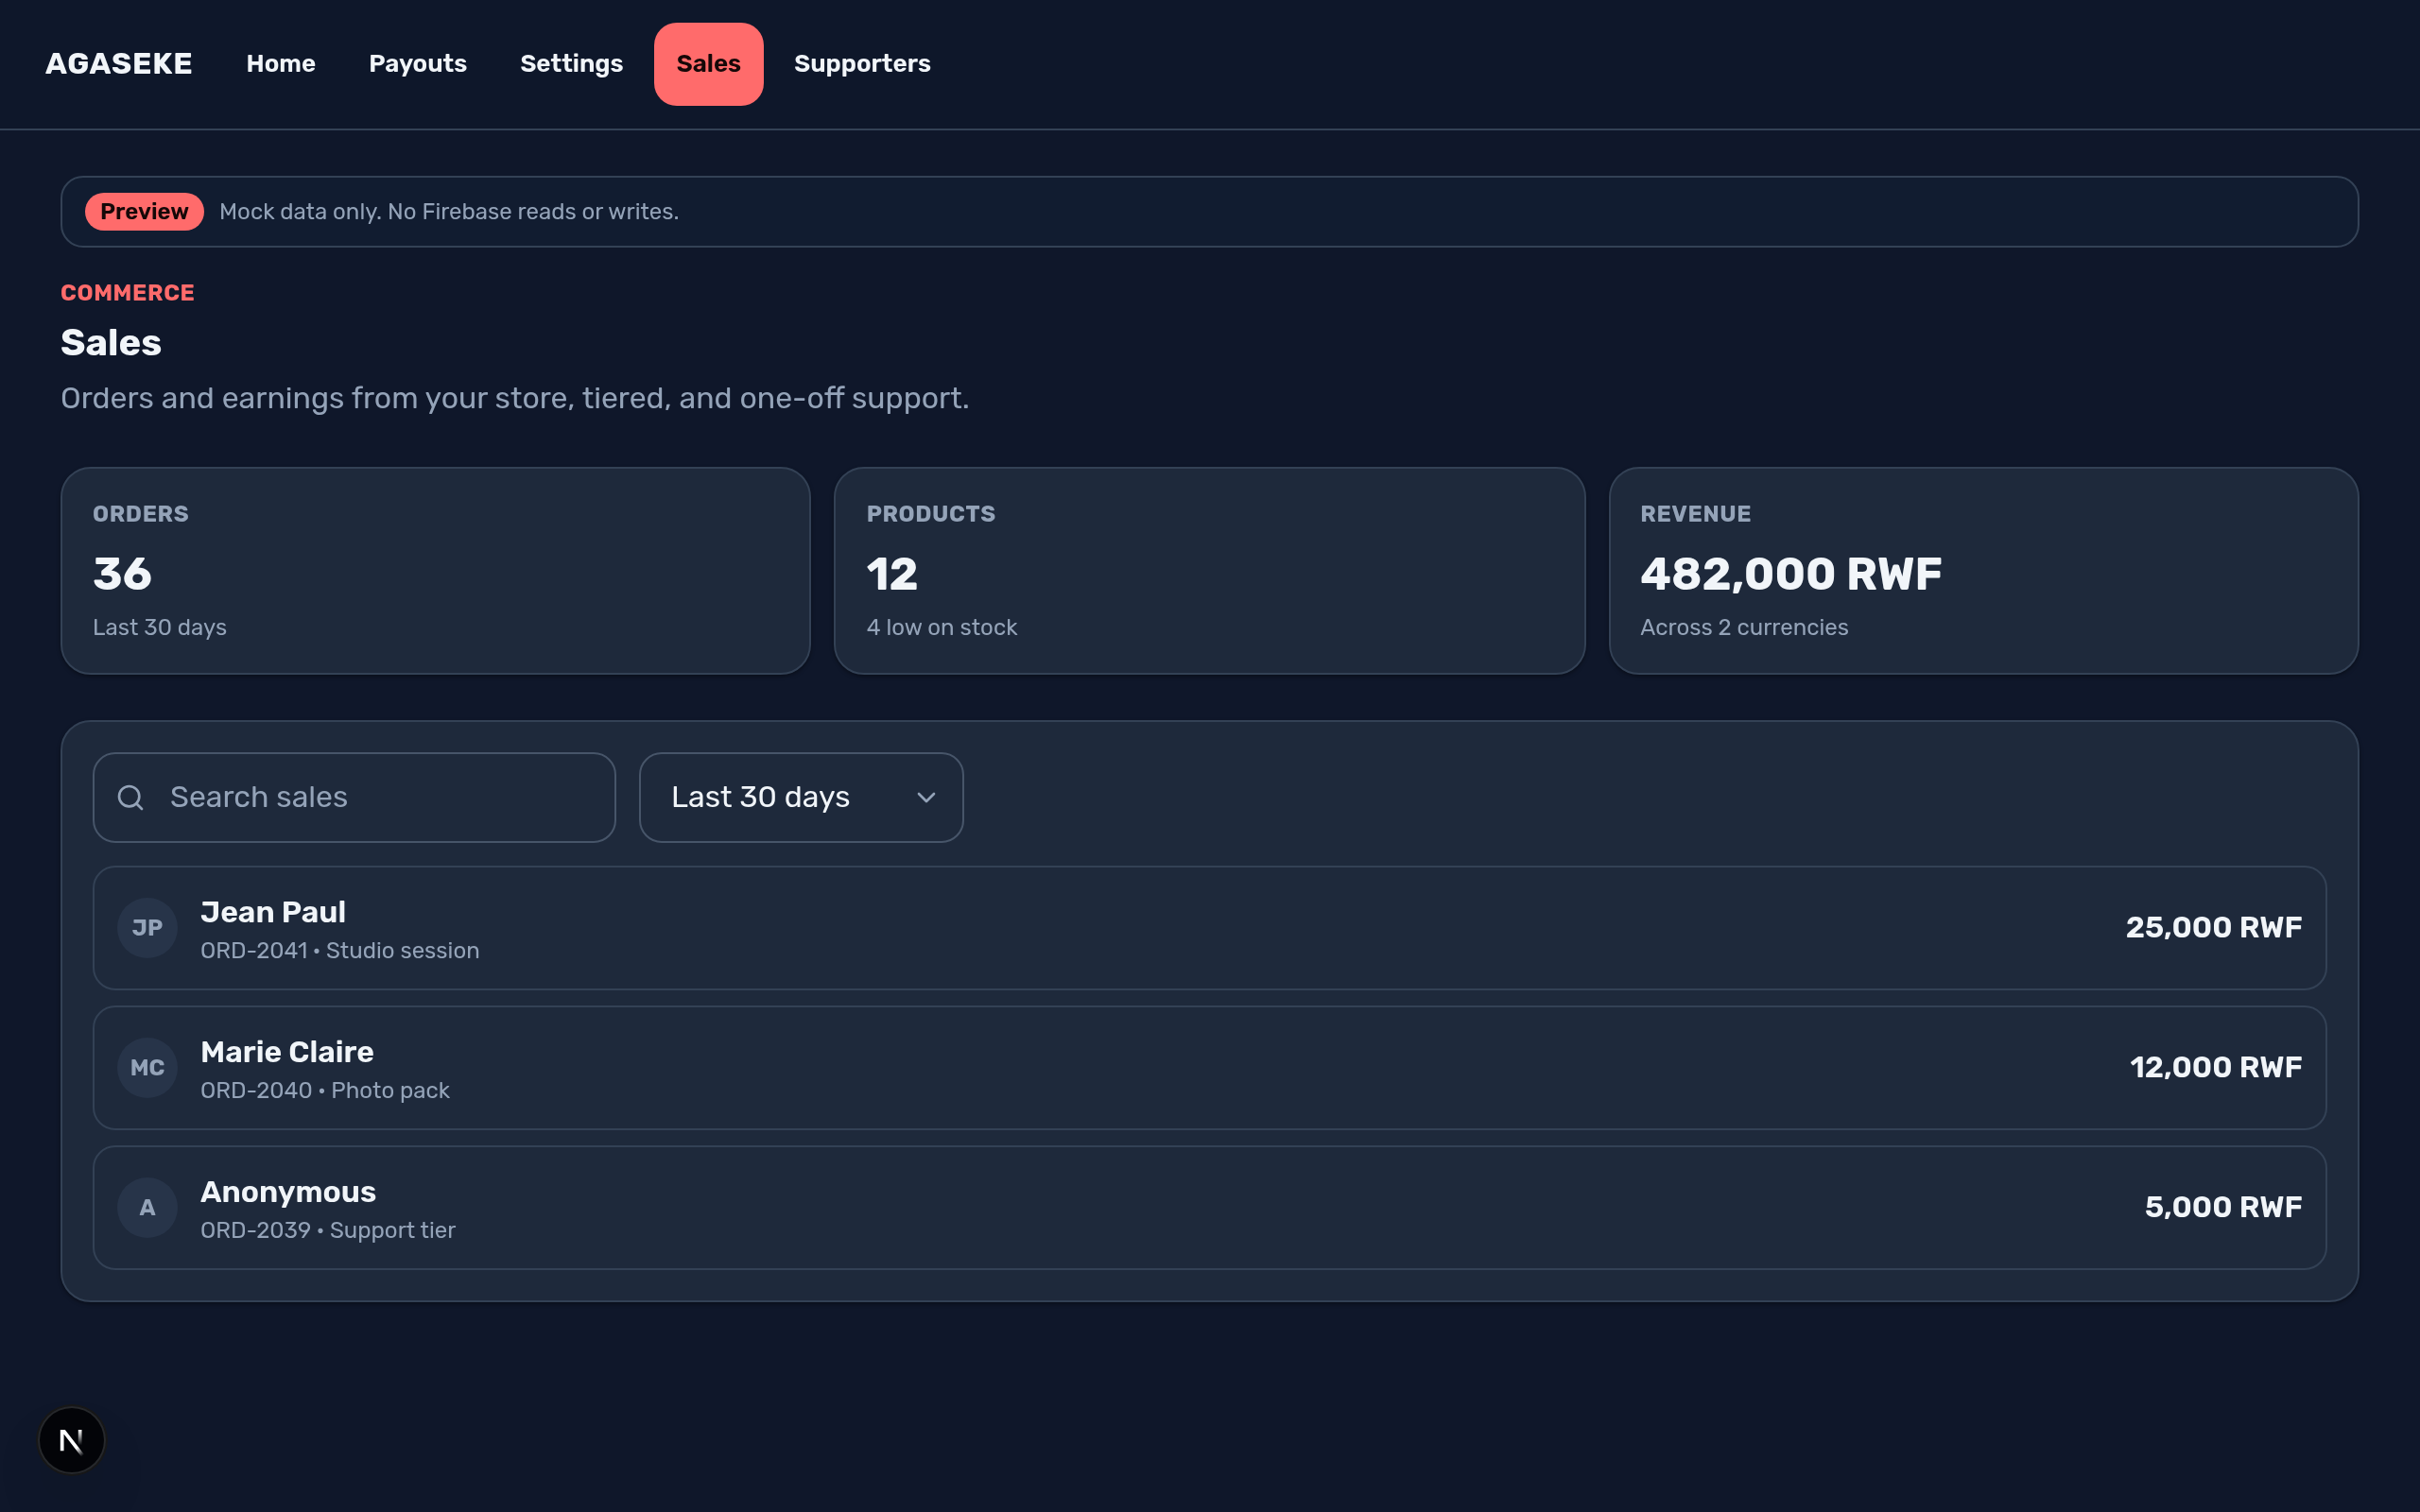 AGASEKE Home Payouts Settings Sales Supporters
Preview Mock data only. No Firebase reads or writes.
COMMERCE
Sales
Orders and earnings from your store, tiered, and one-off support.
ORDERS
36
Last 30 days
PRODUCTS
12
4 low on stock
REVENUE
482,000 RWF
Across 2 currencies
Search sales
Last 30 days
JP
Jean Paul
ORD-2041 • Studio session
25,000 RWF
MC
Marie Claire
ORD-2040 • Photo pack
12,000 RWF
A
Anonymous
ORD-2039 • Support tier
5,000 RWF
N